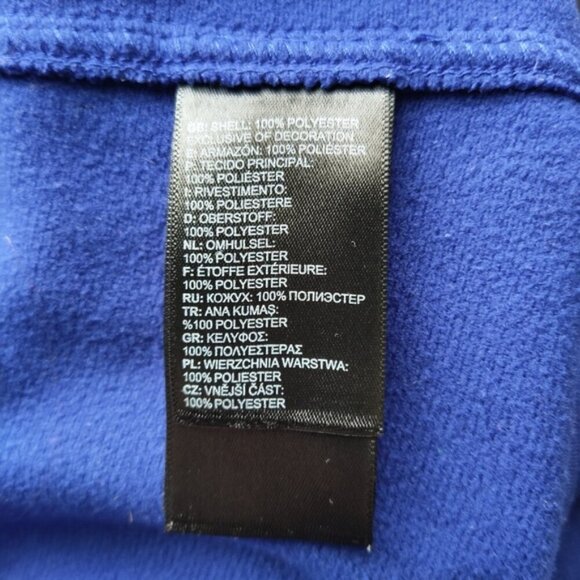 GB: SHELL: 100% POLYESTER
EXCLUSIVE OF DECORATION
E: ARMAZÓN: 100% POLIÉSTER
P: TECIDO PRINCIPAL:
100% POLIÉSTER
I: RIVESTIMENTO:
100% POLIESTERE
D: OBERSTOFF:
100% POLYESTER
NL: OMHULSEL:
100% POLYESTER
F: ÉTOFFE EXTÉRIEURE:
100% POLYESTER
RU: КОЖУХ: 100% ПОЛИЭСТЕР
TR: ANA KUMAŞ:
%100 POLYESTER
GR: ΚΕΛΥΦΟΣ:
100% ΠΟΛΥΕΣΤΕΡΑΣ
PL: WIERZCHNIA WARSTWA:
100% POLIESTER
CZ: VNĚJŠÍ ČÁST:
100% POLYESTER